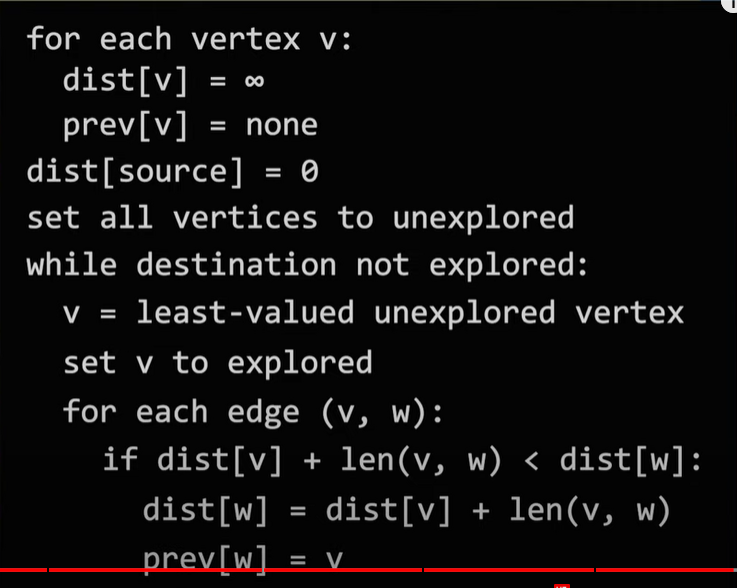 for each vertex v:
  dist[v] = ∞
  prev[v] = none
dist[source] = 0
set all vertices to unexplored
while destination not explored:
  v = least-valued unexplored vertex
  set v to explored
  for each edge (v, w):
    if dist[v] + len(v, w) < dist[w]:
      dist[w] = dist[v] + len(v, w)
      prev[w] = v